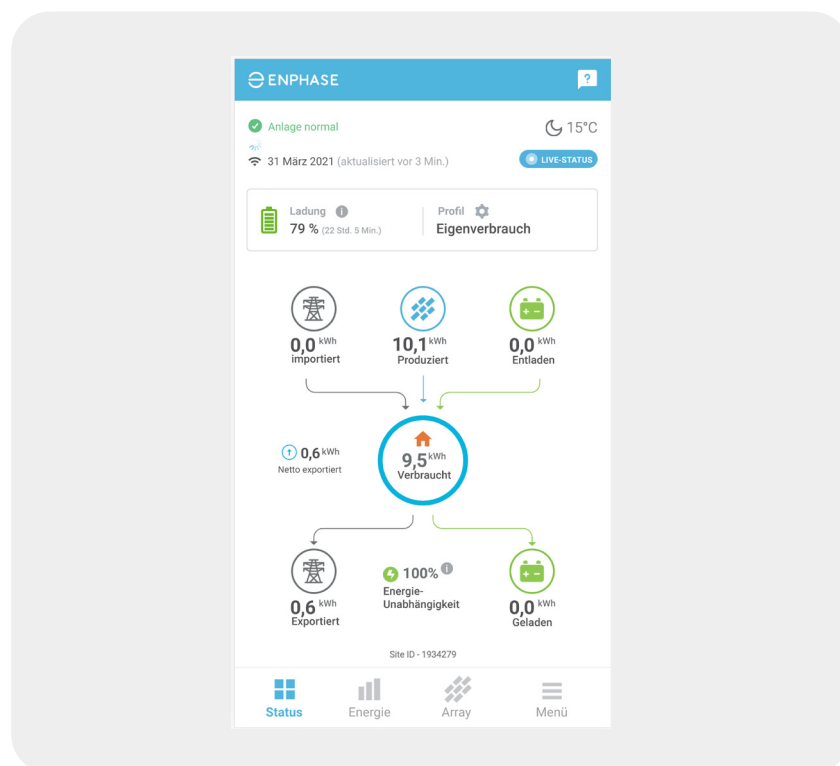 ENPHASE
?
Anlage normal
15°C
31 März 2021 (aktualisiert vor 3 Min.)
LIVE-STATUS
Ladung i
79 % (22 Std. 5 Min.)
Profil
Eigenverbrauch
0,0 kWh
importiert
10,1 kWh
Produziert
0,0 kWh
Entladen
0,6 kWh
Netto exportiert
9,5 kWh
Verbraucht
0,6 kWh
Exportiert
100% i
Energie-
Unabhängigkeit
0,0 kWh
Geladen
Site ID - 1934279
Status
Energie
Array
Menü